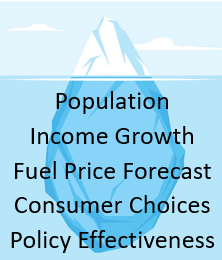 Population
Income Growth
Fuel Price Forecast
Consumer Choices
Policy Effectiveness